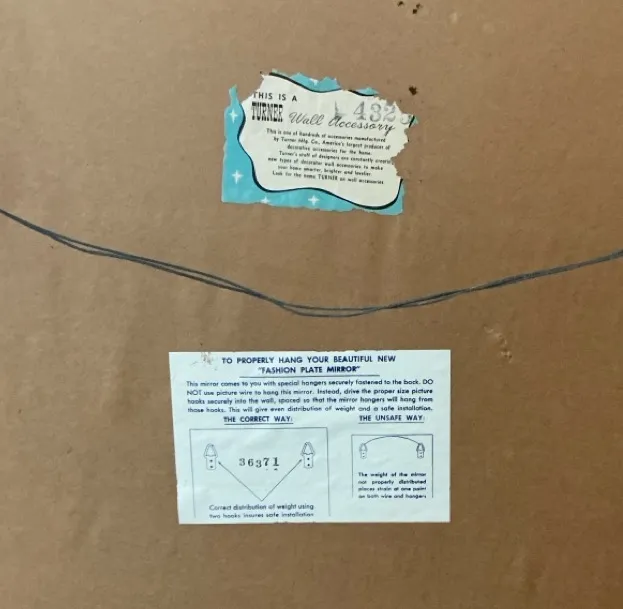 THIS IS A
TURNER Wall Accessory
432
This is one of hundreds of accessories manufactured
by Turner Mfg. Co., America's largest producer of
decorative accessories for the home.
Turner's staff of designers are constantly
new types of decorator wall accessories to make
your home smarter, brighter and lovelier.
Look for the name TURNER on wall accessories
TO PROPERLY HANG YOUR BEAUTIFUL NEW
"FASHION PLATE MIRROR"
This mirror comes to you with special hangers securely fastened to the back. DO
NOT use picture wire to hang this mirror. Instead, drive the proper size picture
hooks securely into the wall, spaced so that the mirror hangers will hang from
those hooks. This will give even distribution of weight and a safe installation.
THE CORRECT WAY:
36371
Correct distribution of weight using
two hooks insures safe installation
THE UNSAFE WAY:
The weight of the mirror
not properly distributed
places strain at one point
on both wire and hangers